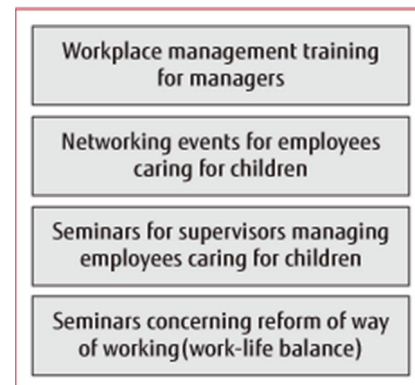 Workplace management training
for managers
Networking events for employees
caring for children
Seminars for supervisors managing
employees caring for children
Seminars concerning reform of way
of working(work-life balance)